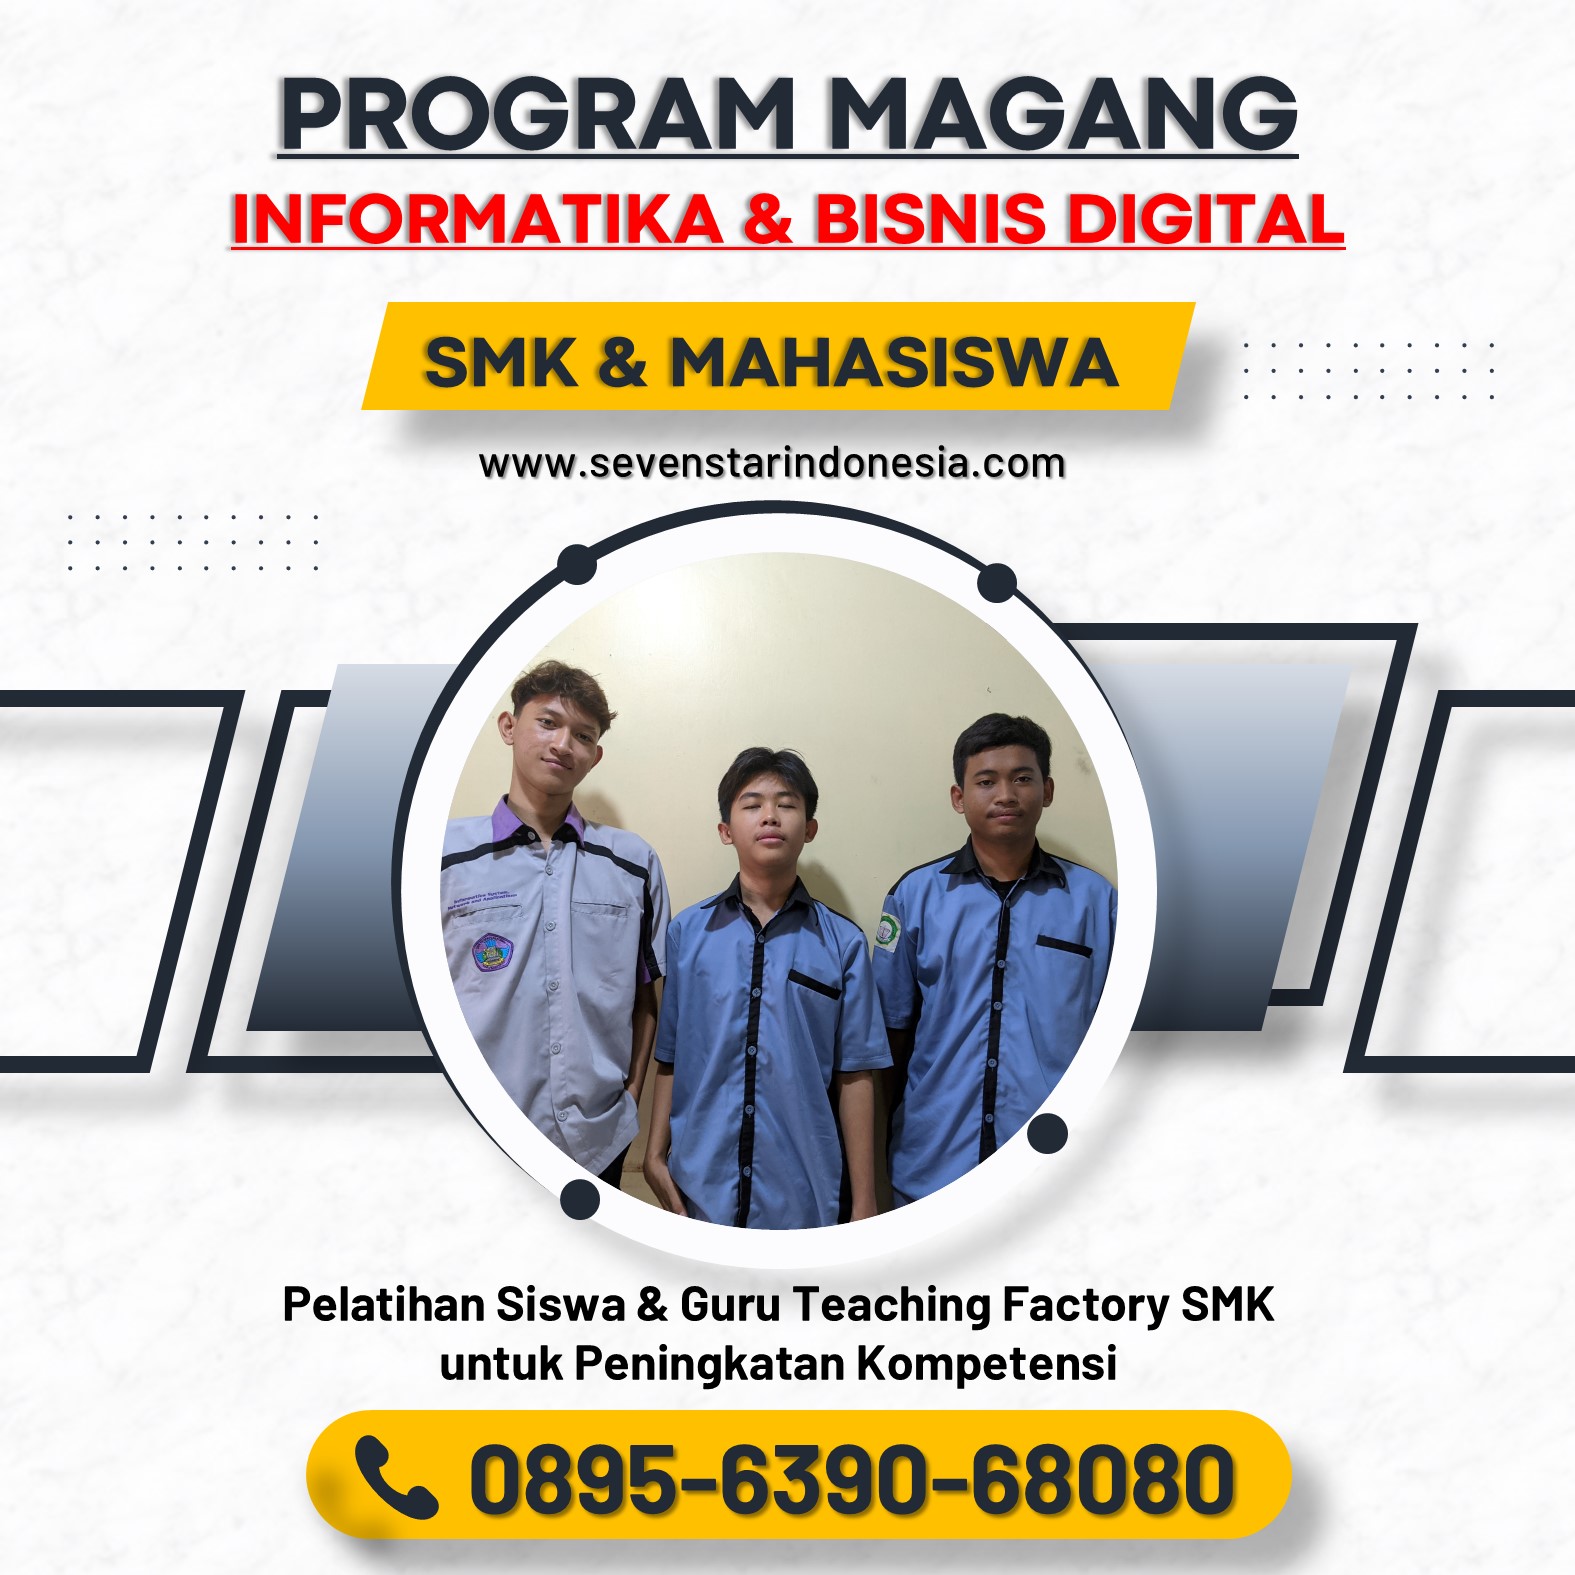 PROGRAM MAGANG
INFORMATIKA & BISNIS DIGITAL
SMK & MAHASISWA
www.sevenstarindonesia.com
Pelatihan Siswa & Guru Teaching Factory SMK
untuk Peningkatan Kompetensi
0895-6390-68080